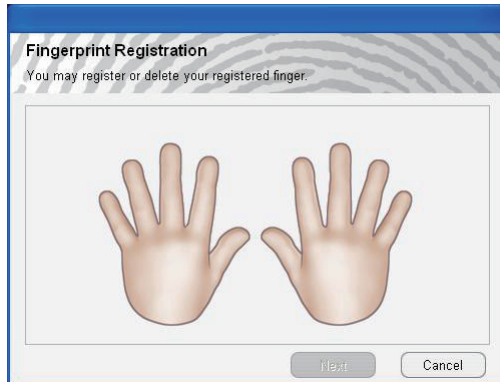 Fingerprint Registration
You may register or delete your registered finger.
Next
Cancel